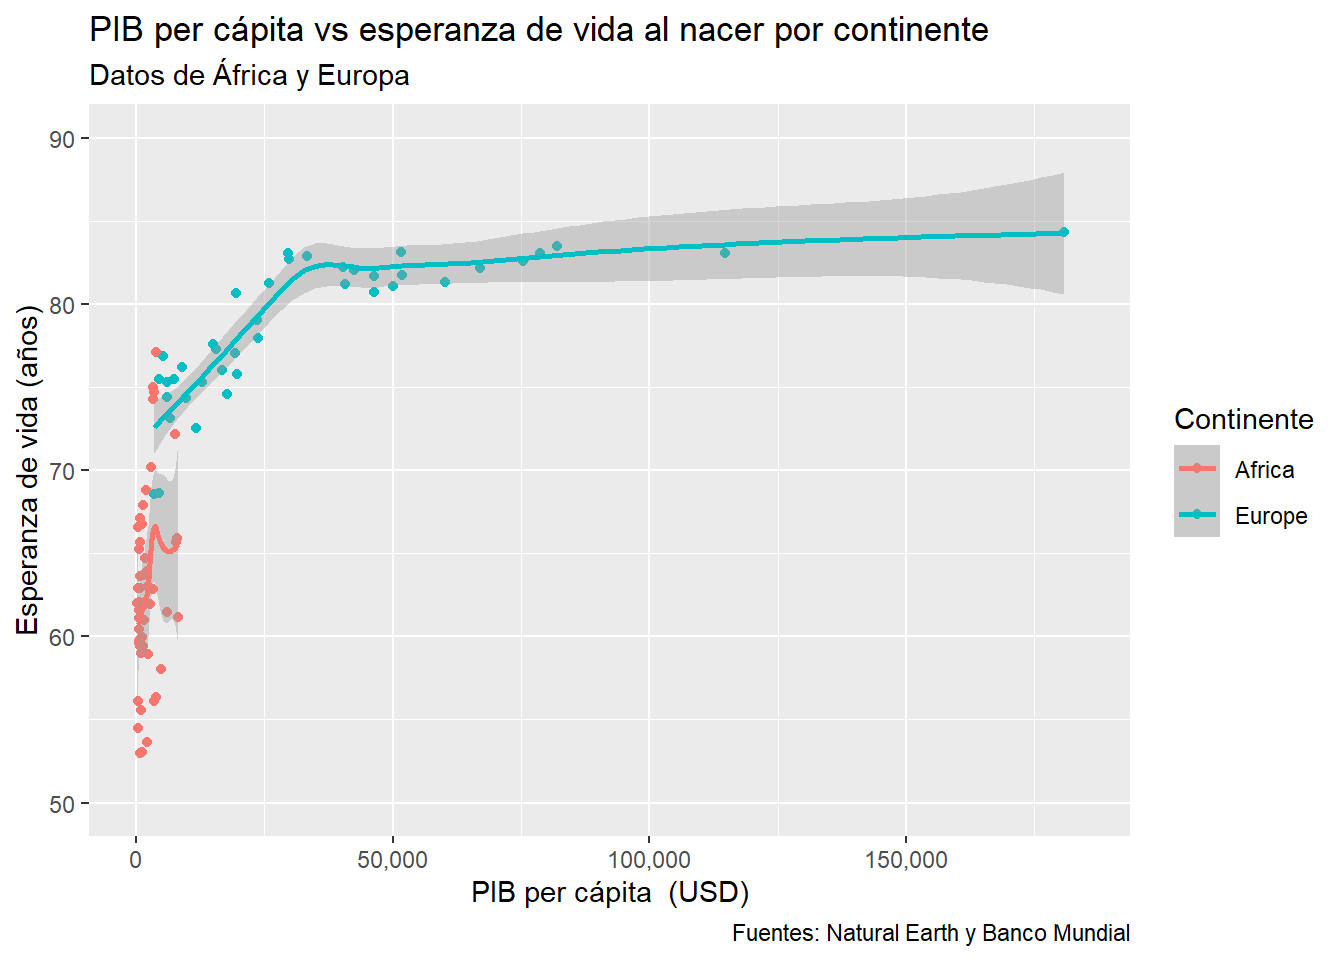 PIB per cápita vs esperanza de vida al nacer por continente
Datos de África y Europa
Esperanza de vida (años)
90
80
70
60
50
0
50,000
100,000
150,000
PIB per cápita  (USD)
Continente
Africa
Europe
Fuentes: Natural Earth y Banco Mundial